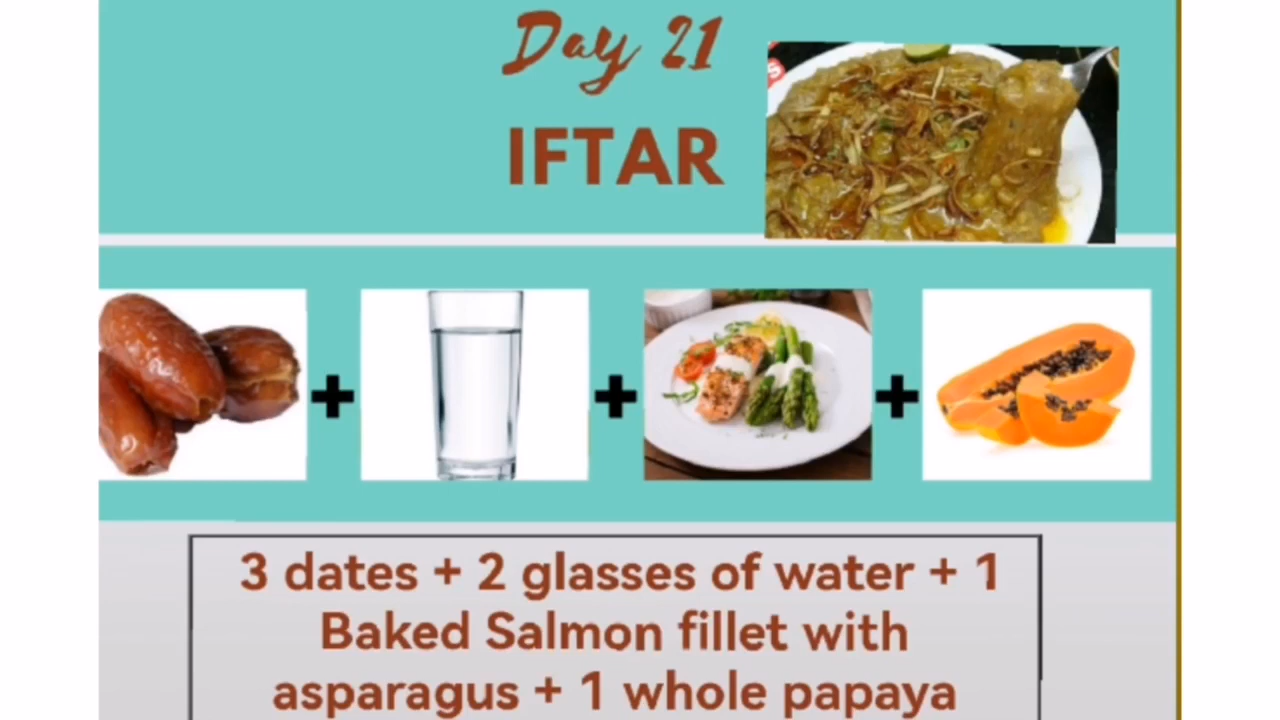 Day 21
IFTAR
3 dates + 2 glasses of water + 1
Baked Salmon fillet with
asparagus + 1 whole papaya